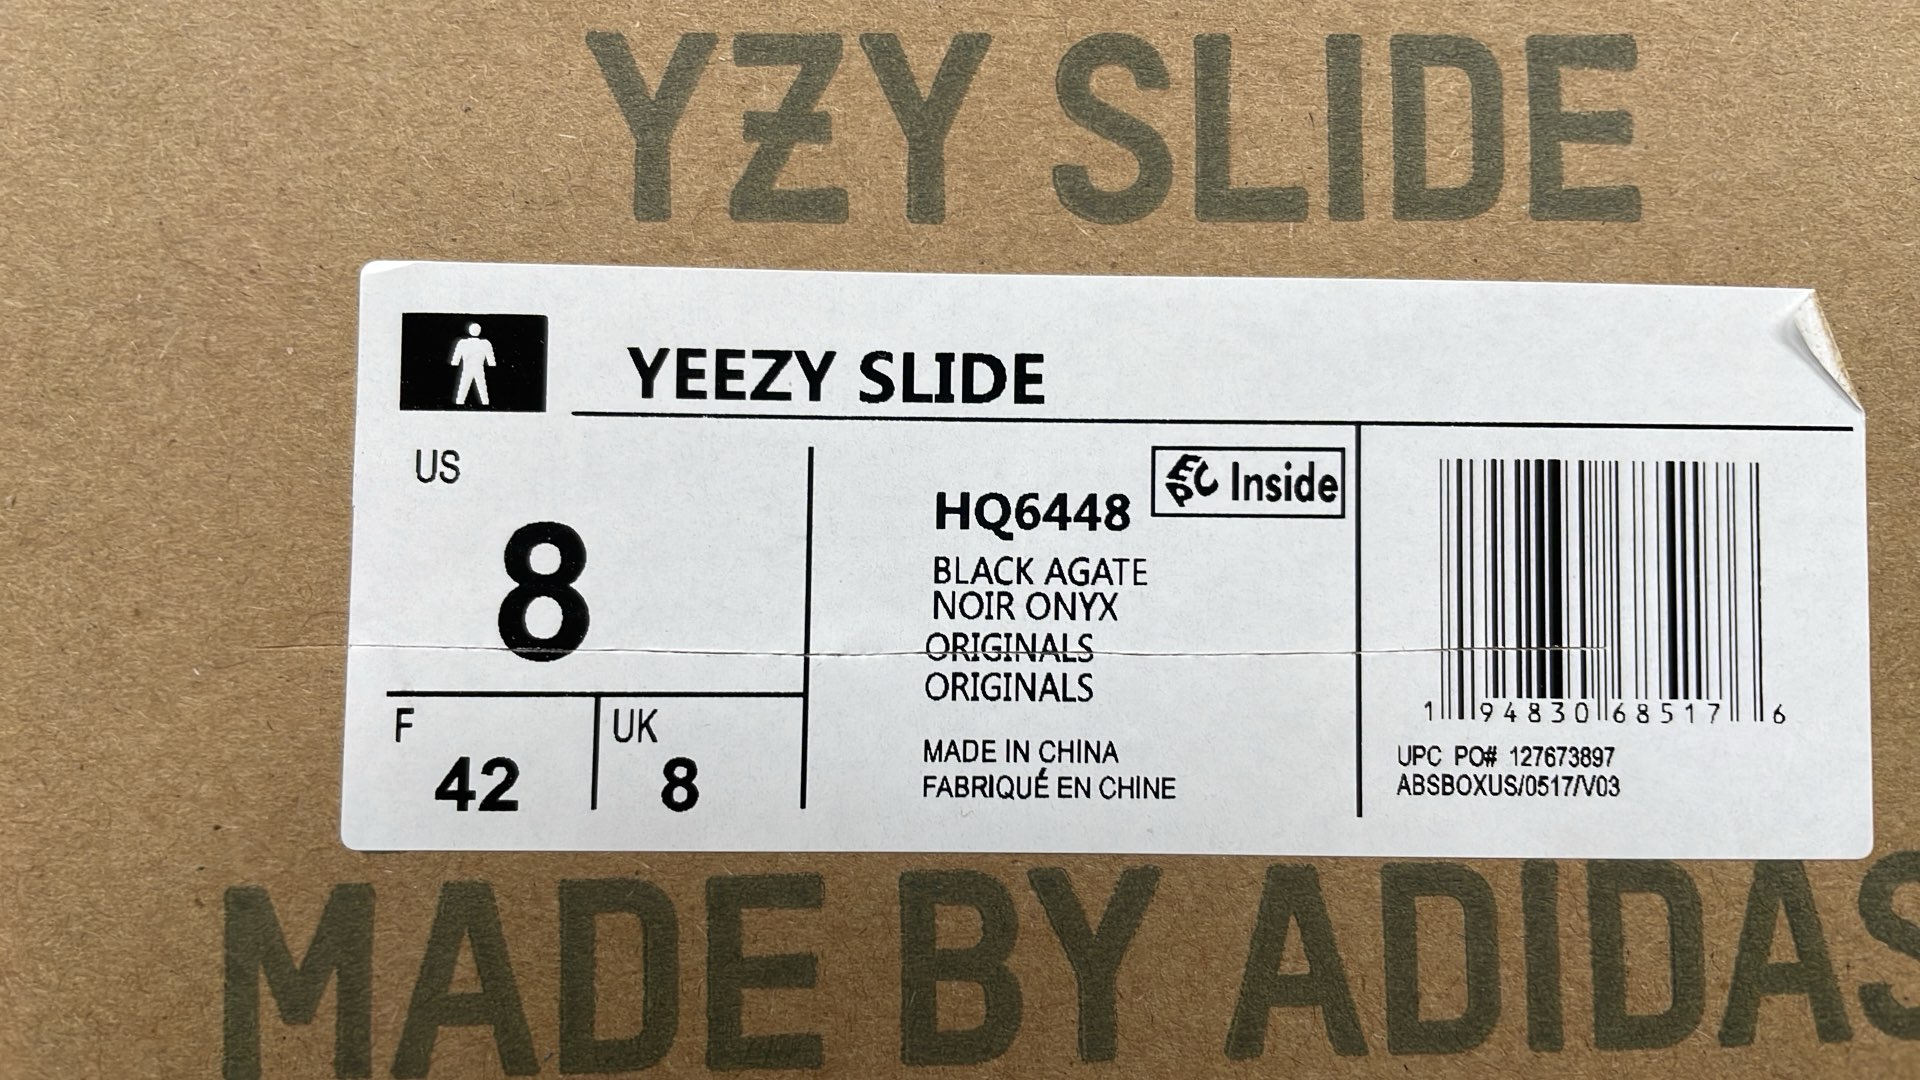 YZY SLIDE
YEEZY SLIDE
US
8
F
42
UK
8
HQ6448
EPC Inside
BLACK AGATE
NOIR ONYX
ORIGINALS
ORIGINALS
MADE IN CHINA
FABRIQUÉ EN CHINE
1 94830 68517 6
UPC PO# 127673897
ABSBOXUS/0517/V03
MADE BY ADIDAS